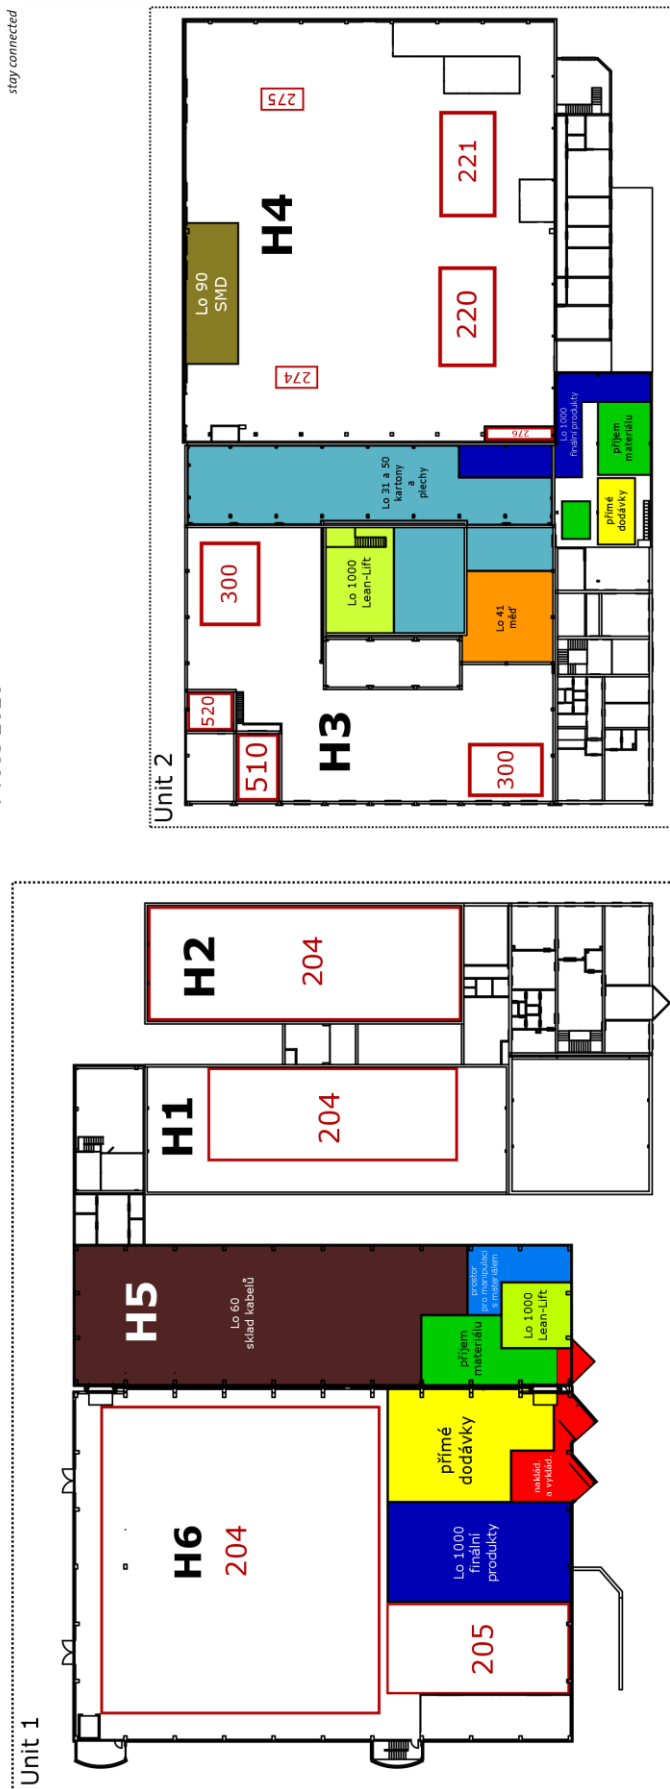 stay connected
Unit 1
H6
204
205
Lo 1000
finální
produkty
přímé
dodávky
naklád.
a vyklád.
H5
Lo 60
sklad kabelů
příjem
materiálu
prostor
pro manipulaci
s materiálem
Lo 1000
Lean-Lift
H1
204
H2
204
Unit 2
H3
510
520
300
300
Lo 1000
Lean-Lift
Lo 41
měď
Lo 31 a 50
kartony
a
plechy
H4
Lo 90
SMD
274
275
220
221
276
Lo 1000
finální produkty
příjem
materiálu
přímé
dodávky